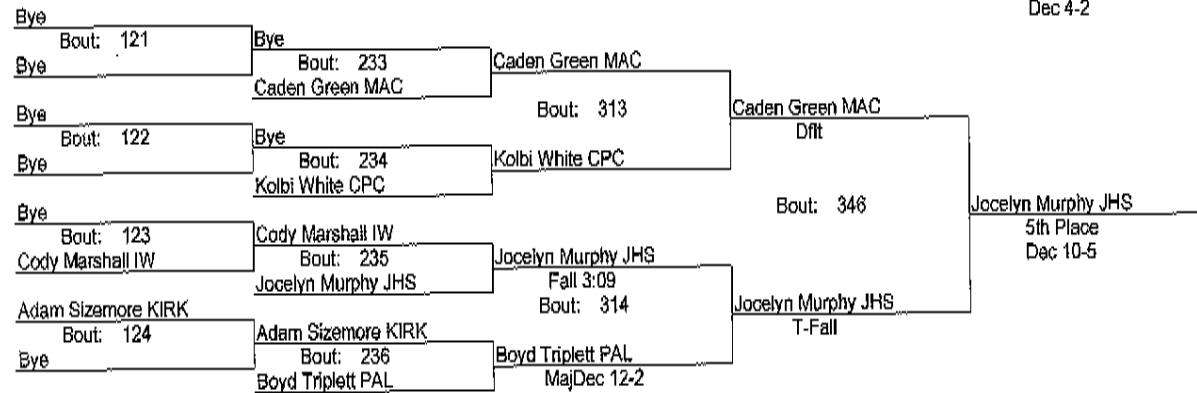 Dec 4-2
Bye
Bout: 121
Bye
Bye
Bout: 233
Caden Green MAC
Caden Green MAC
Bout: 313
Bye
Bout: 122
Bye
Bye
Bout: 234
Kolbi White CPC
Kolbi White CPC
Caden Green MAC
Dflt
Bout: 346
Bye
Bout: 123
Cody Marshall IW
Cody Marshall IW
Bout: 235
Jocelyn Murphy JHS
Jocelyn Murphy JHS
Fall 3:09
Bout: 314
Adam Sizemore KIRK
Bout: 124
Bye
Adam Sizemore KIRK
Bout: 236
Boyd Triplett PAL
Boyd Triplett PAL
MajDec 12-2
Jocelyn Murphy JHS
T-Fall
Jocelyn Murphy JHS
5th Place
Dec 10-5